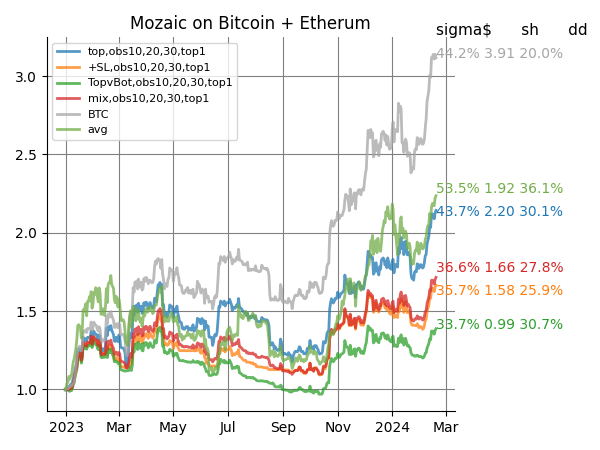 Mozaic on Bitcoin + Etherum
sigma$ sh dd
top,obs10,20,30,top1
+SL,obs10,20,30,top1
TopvBot,obs10,20,30,top1
mix,obs10,20,30,top1
BTC
avg
44.2% 3.91 20.0%
53.5% 1.92 36.1%
43.7% 2.20 30.1%
36.6% 1.66 27.8%
35.7% 1.58 25.9%
33.7% 0.99 30.7%
3.0
2.5
2.0
1.5
1.0
2023 Mar May Jul Sep Nov 2024 Mar